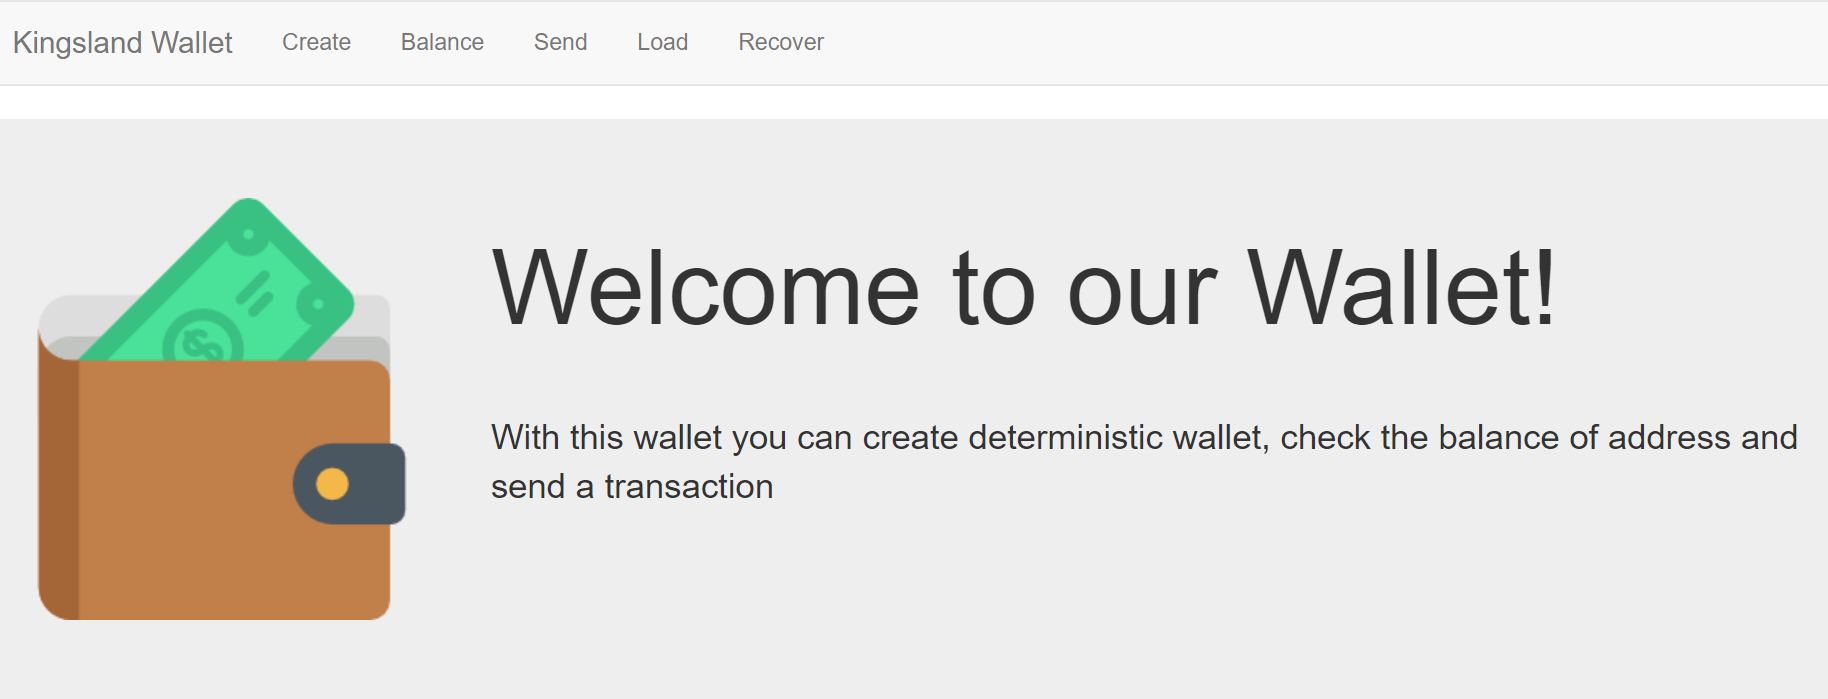 Kingsland Wallet Create Balance Send Load Recover
Welcome to our Wallet!
With this wallet you can create deterministic wallet, check the balance of address and
send a transaction
$